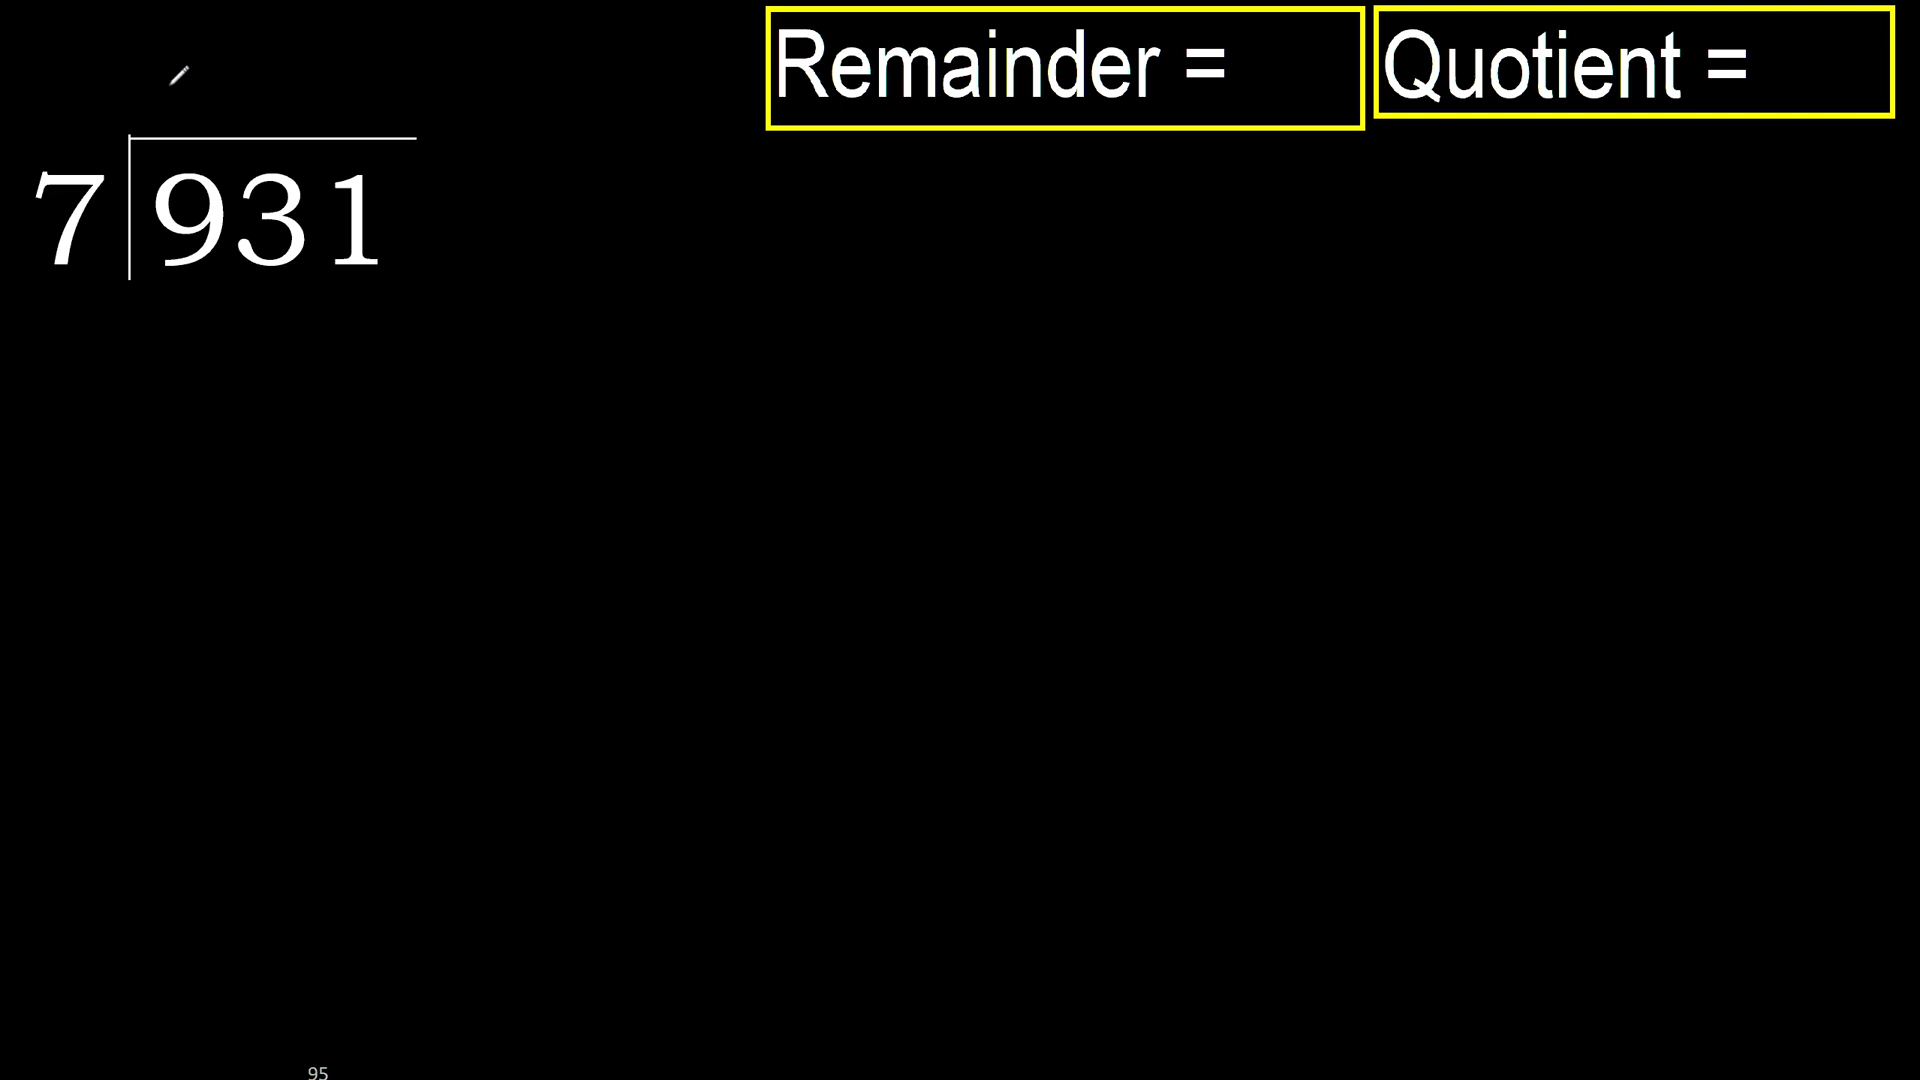 Remainder = Quotient =
7 931
95